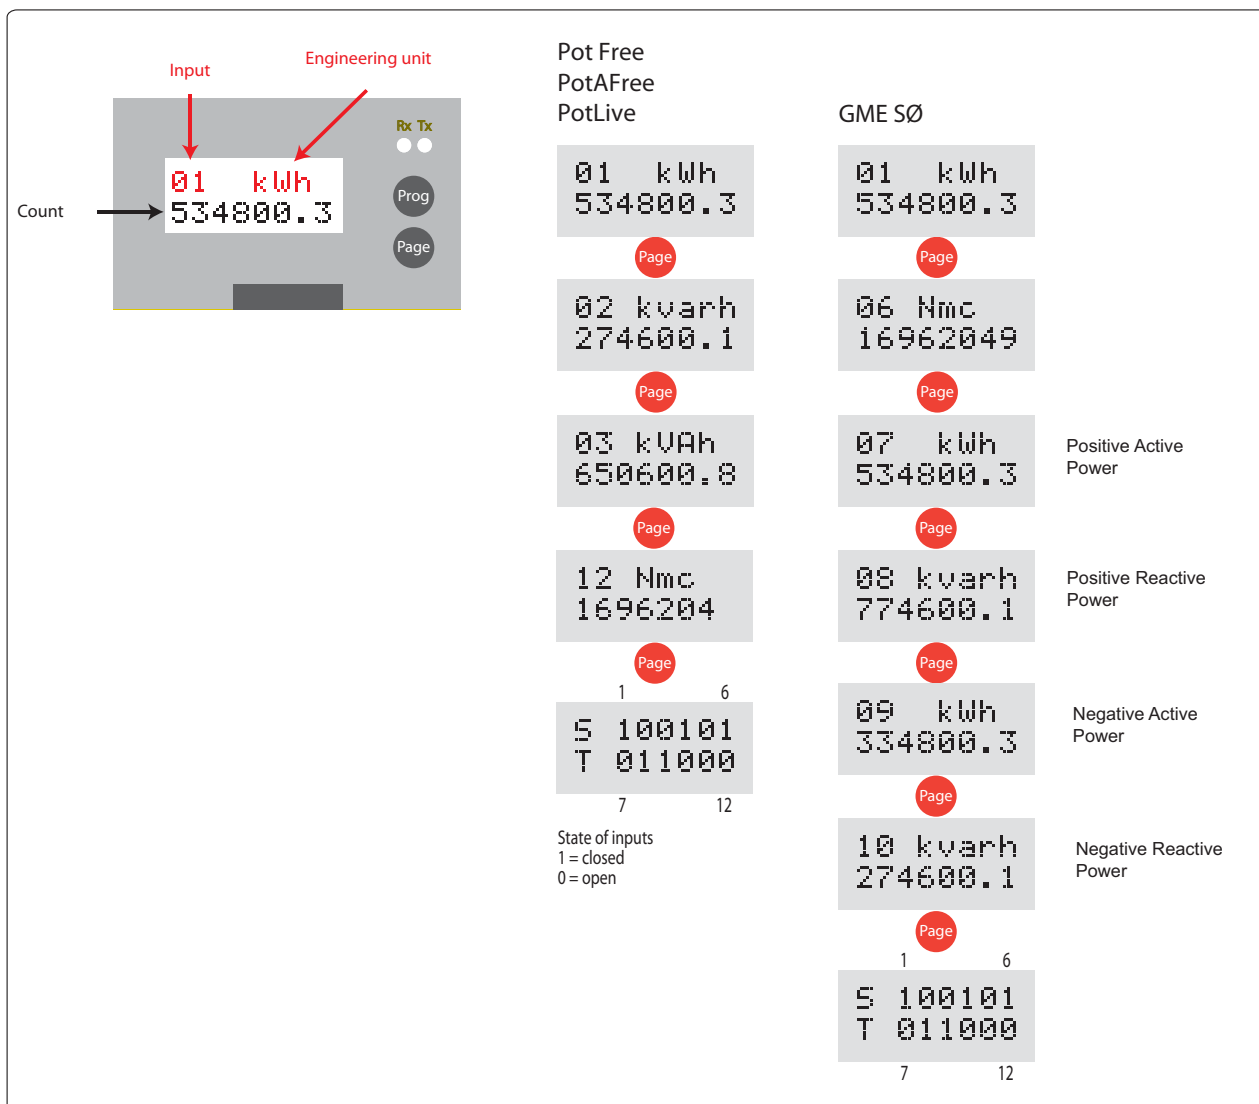 Input
Engineering unit
Rx Tx
01 kWh
534800.3
Count
Prog
Page
Pot Free
PotAFree
PotLive
01 kWh
534800.3
Page
02 kvarh
274600.1
Page
03 kVAh
650600.8
Page
12 Nmc
1696204
Page
1 6
S 100101
T 011000
7 12
State of inputs
1 = closed
0 = open
GME SØ
01 kWh
534800.3
Page
06 Nmc
16962049
Page
07 kWh
534800.3
Positive Active
Power
Page
08 kvarh
774600.1
Positive Reactive
Power
Page
09 kWh
334800.3
Negative Active
Power
Page
10 kvarh
274600.1
Negative Reactive
Power
Page
1 6
S 100101
T 011000
7 12